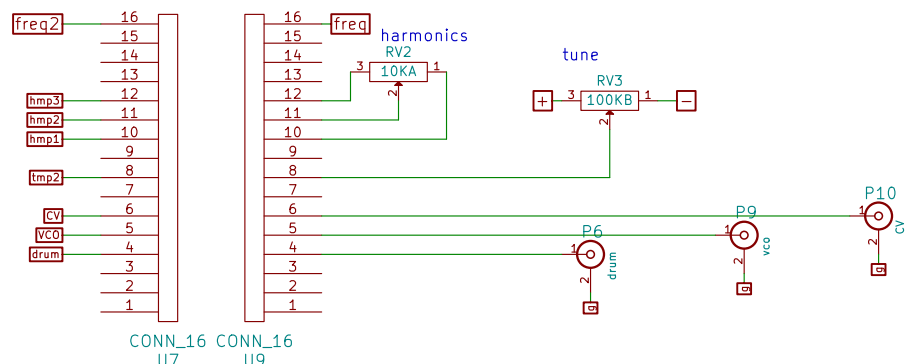 freq2
16
15
14
13
hmp3
12
hmp2
11
hmp1
10
9
tmp2
8
7
CV
6
VCO
5
drum
4
3
2
1
CONN_16
U7
16
freq
15
14
13
12
11
10
9
8
7
6
5
4
3
2
1
CONN_16
U9
harmonics
RV2
3
10KA
1
2
tune
RV3
+
3
100KB
1
-
2
P6
1
2
drum
g
P9
1
2
vco
g
P10
1
2
CV
g